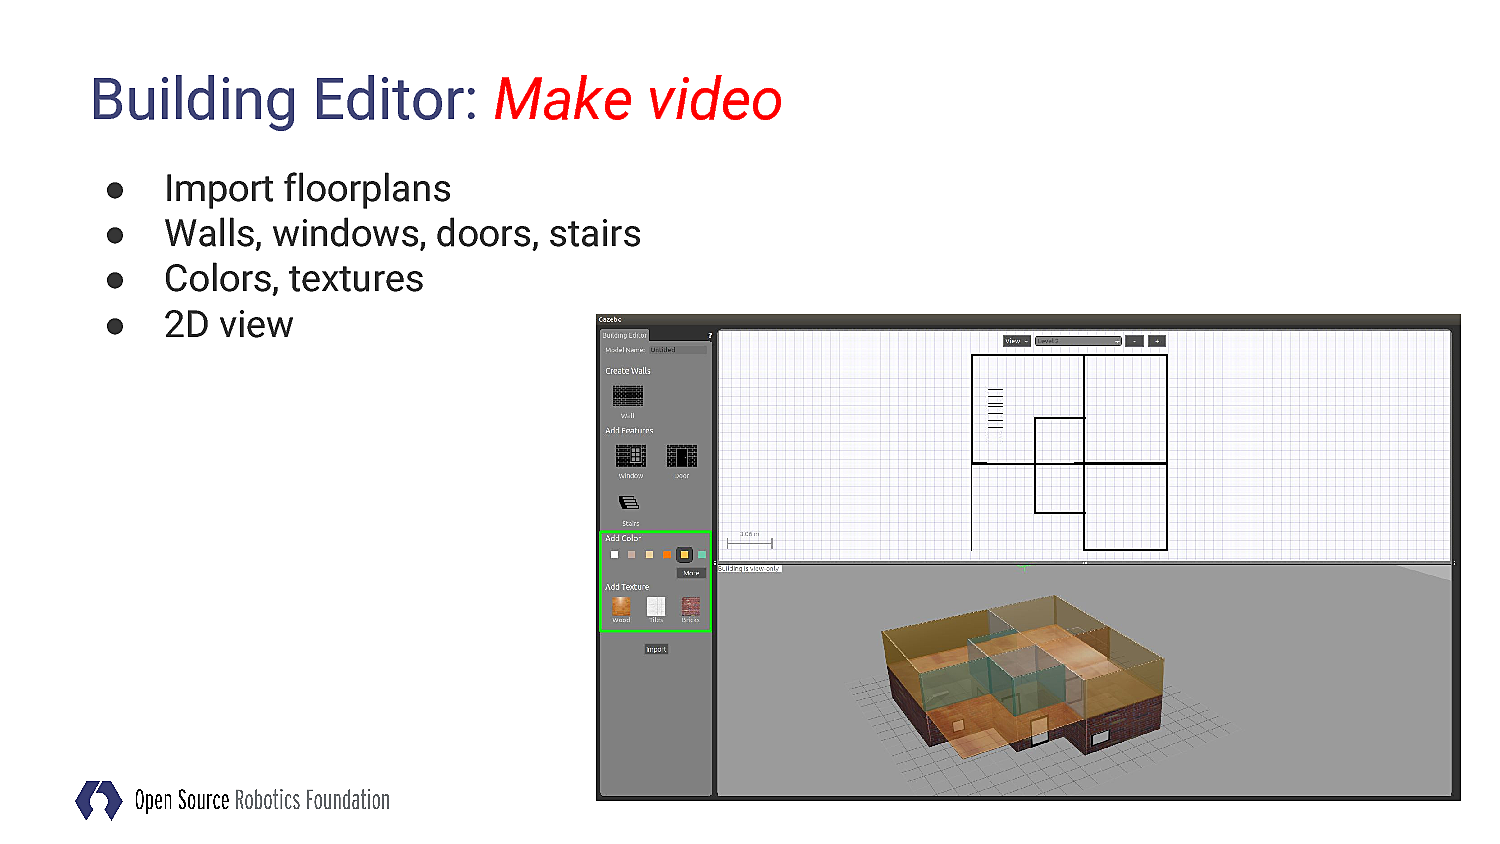 Building Editor: Make video
● Import floorplans
● Walls, windows, doors, stairs
● Colors, textures
● 2D view
Gazebo
Building Editor
?
Model Name: Untitled
View
Level 2
-
+
Create Walls
Wall
Add Features
Window Door
Stairs
Add Color
More
Add Texture
Wood Tiles Bricks
Import
3.06 m
Building is view-only
Open Source Robotics Foundation